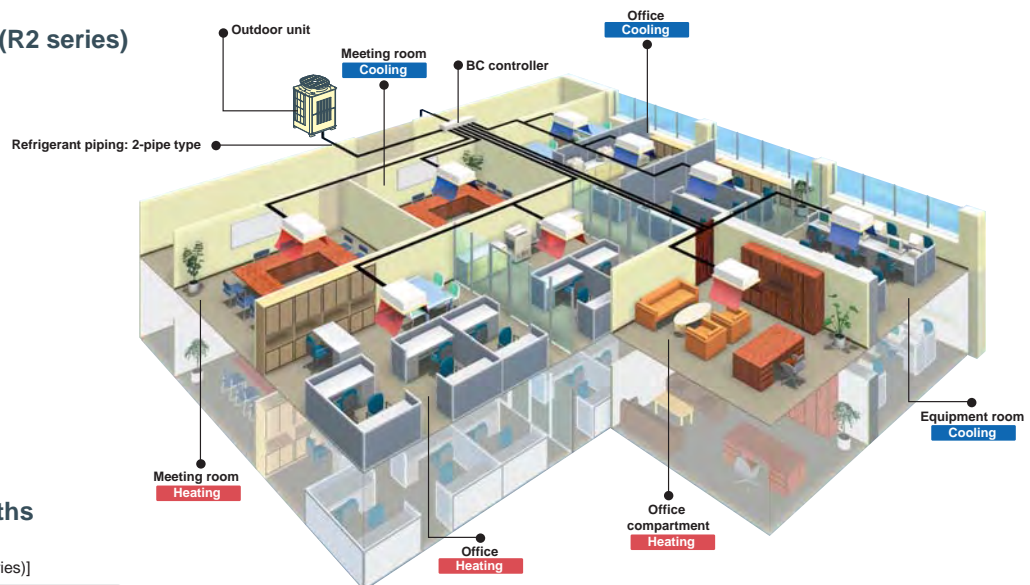 (R2 series)
Outdoor unit
Office
Cooling
Meeting room
Cooling
BC controller
Refrigerant piping: 2-pipe type
Equipment room
Cooling
Meeting room
Heating
Office
compartment
Heating
Office
Heating
ths
ies)]